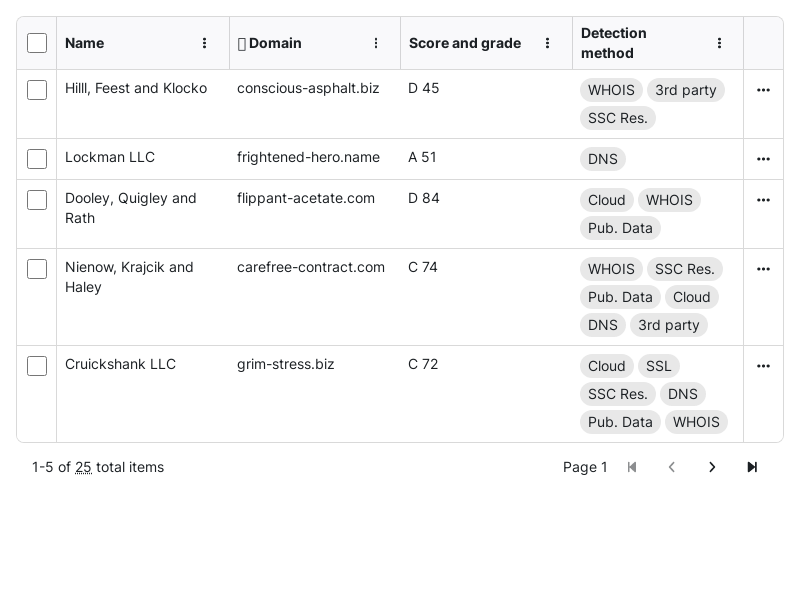 Name Domain Score and grade Detection
method
Hilll, Feest and Klocko conscious-asphalt.biz D 45 WHOIS 3rd party
SSC Res.
Lockman LLC frightened-hero.name A 51 DNS
Dooley, Quigley and flippant-acetate.com D 84 Cloud WHOIS
Rath Pub. Data
Nienow, Krajcik and carefree-contract.com C 74 WHOIS SSC Res.
Haley Pub. Data Cloud
DNS 3rd party
Cruickshank LLC grim-stress.biz C 72 Cloud SSL
SSC Res. DNS
Pub. Data WHOIS
1-5 of 25 total items Page 1